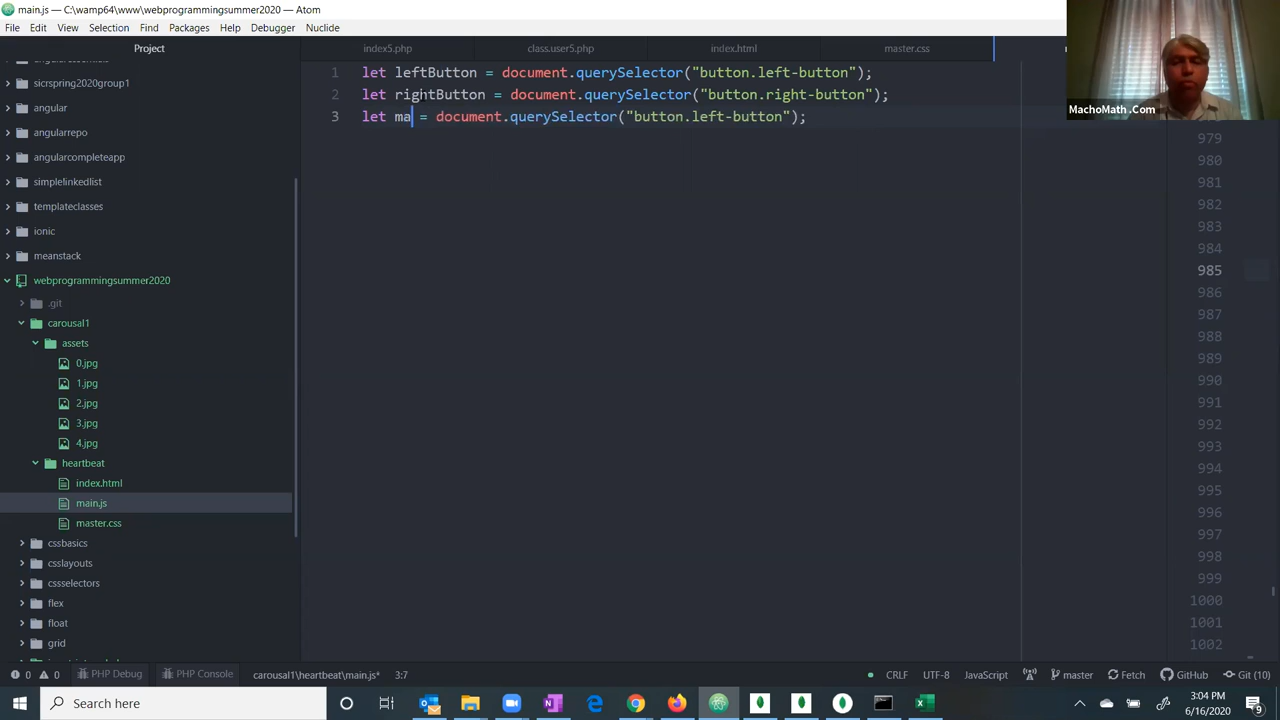 main.js — C:\wamp64\www\webprogrammingsummer2020 — Atom
File Edit View Selection Find Packages Help Debugger Nuclide
Project
index5.php class.user5.php index.html master.css
sicrspring2020group1
angular
angularrepo
angularcompleteapp
simplelinkedlist
templateclasses
ionic
meanstack
webprogrammingsummer2020
.git
carousal1
assets
0.jpg
1.jpg
2.jpg
3.jpg
4.jpg
heartbeat
index.html
main.js
master.css
cssbasics
csslayouts
cssselectors
flex
float
grid
1 let leftButton = document.querySelector("button.left-button");
2 let rightButton = document.querySelector("button.right-button");
3 let ma = document.querySelector("button.left-button");
MachoMath .Com
979
980
981
982
983
984
985
986
987
988
989
990
991
992
993
994
995
996
997
998
999
1000
1001
1002
0 0 PHP Debug PHP Console carousal1\heartbeat\main.js* 3:7 CRLF UTF-8 JavaScript master Fetch GitHub Git (10)
Search here
3:04 PM
6/16/2020
9